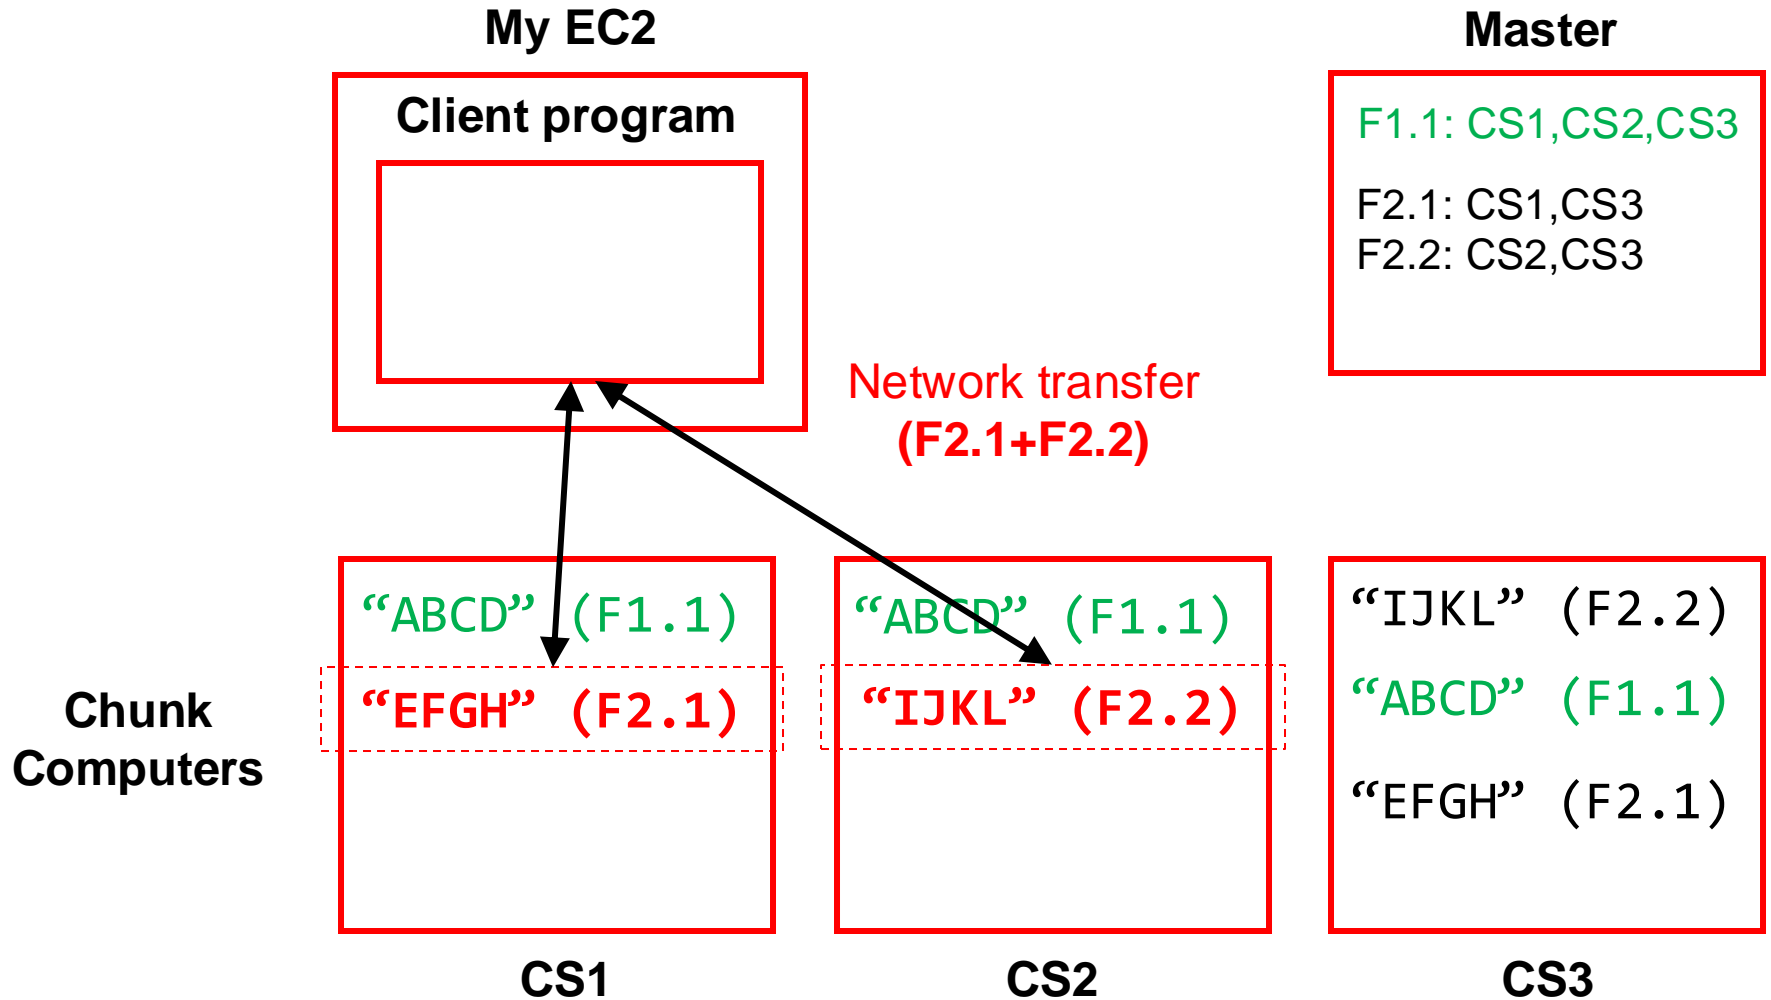 My EC2
Client program
Master
F1.1: CS1,CS2,CS3
F2.1: CS1,CS3
F2.2: CS2,CS3
Network transfer
(F2.1+F2.2)
Chunk
Computers
“ABCD” (F1.1)
“EFGH” (F2.1)
CS1
“ABCD” (F1.1)
“IJKL” (F2.2)
CS2
“IJKL” (F2.2)
“ABCD” (F1.1)
“EFGH” (F2.1)
CS3